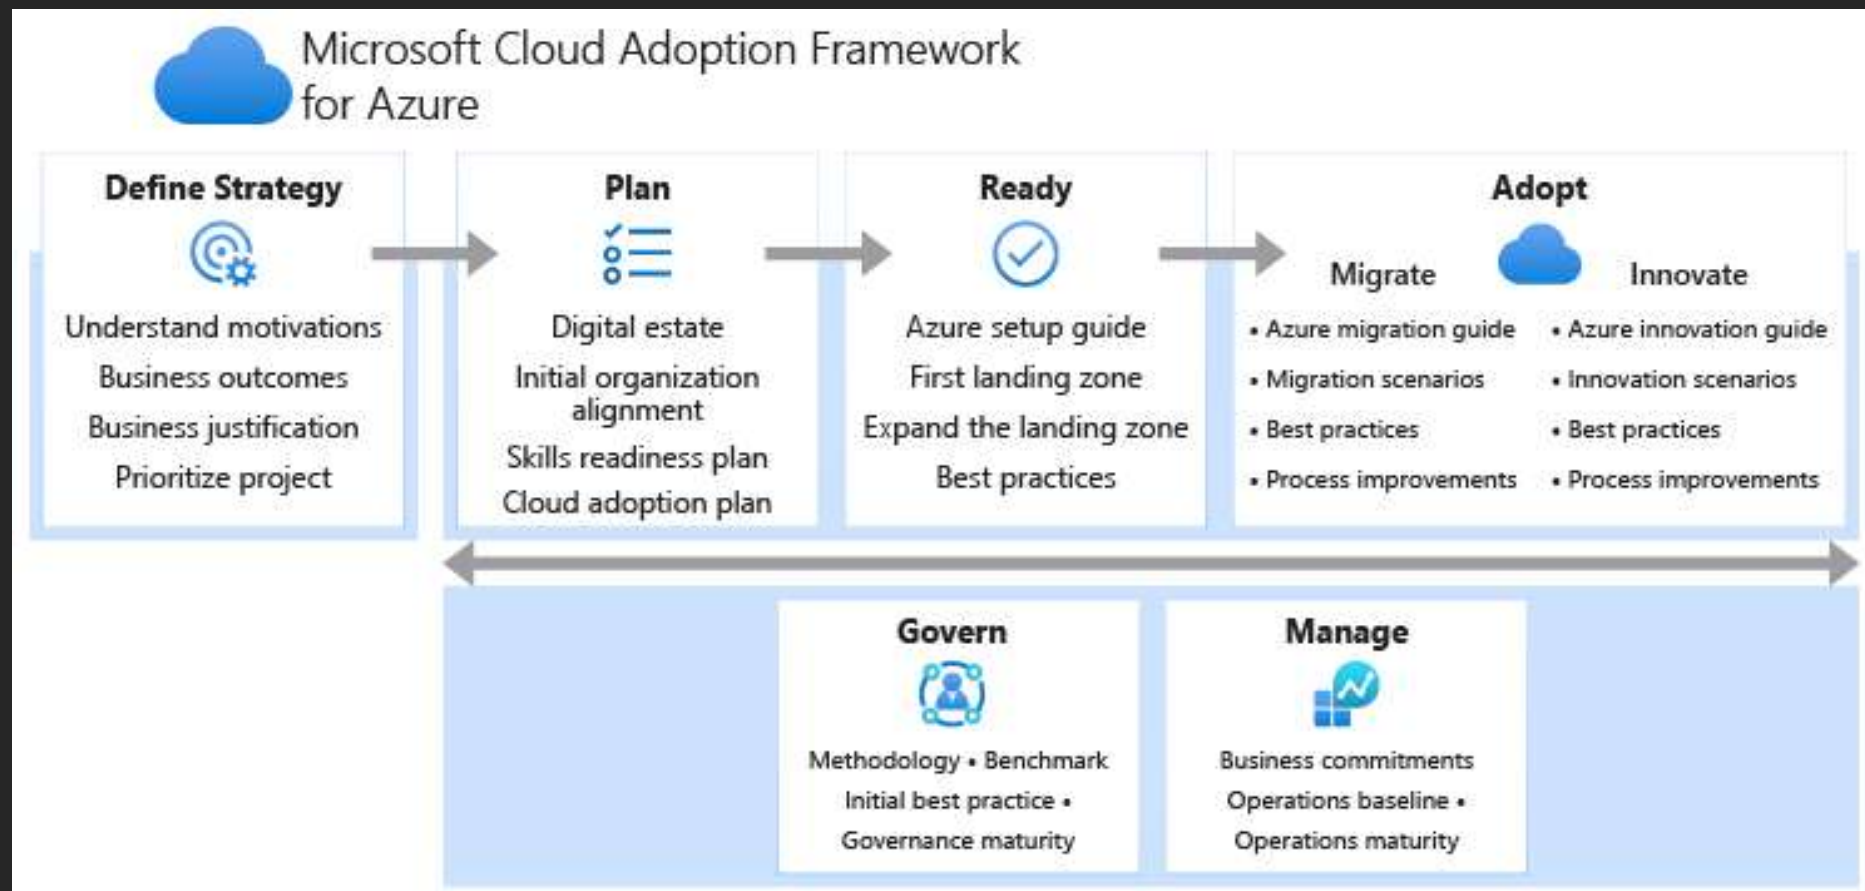 Microsoft Cloud Adoption Framework
for Azure
Define Strategy
Understand motivations
Business outcomes
Business justification
Prioritize project
Plan
Digital estate
Initial organization
alignment
Skills readiness plan
Cloud adoption plan
Ready
Azure setup guide
First landing zone
Expand the landing zone
Best practices
Adopt
Migrate
• Azure migration guide
• Migration scenarios
• Best practices
• Process improvements
Innovate
• Azure innovation guide
• Innovation scenarios
• Best practices
• Process improvements
Govern
Methodology • Benchmark
Initial best practice •
Governance maturity
Manage
Business commitments
Operations baseline •
Operations maturity